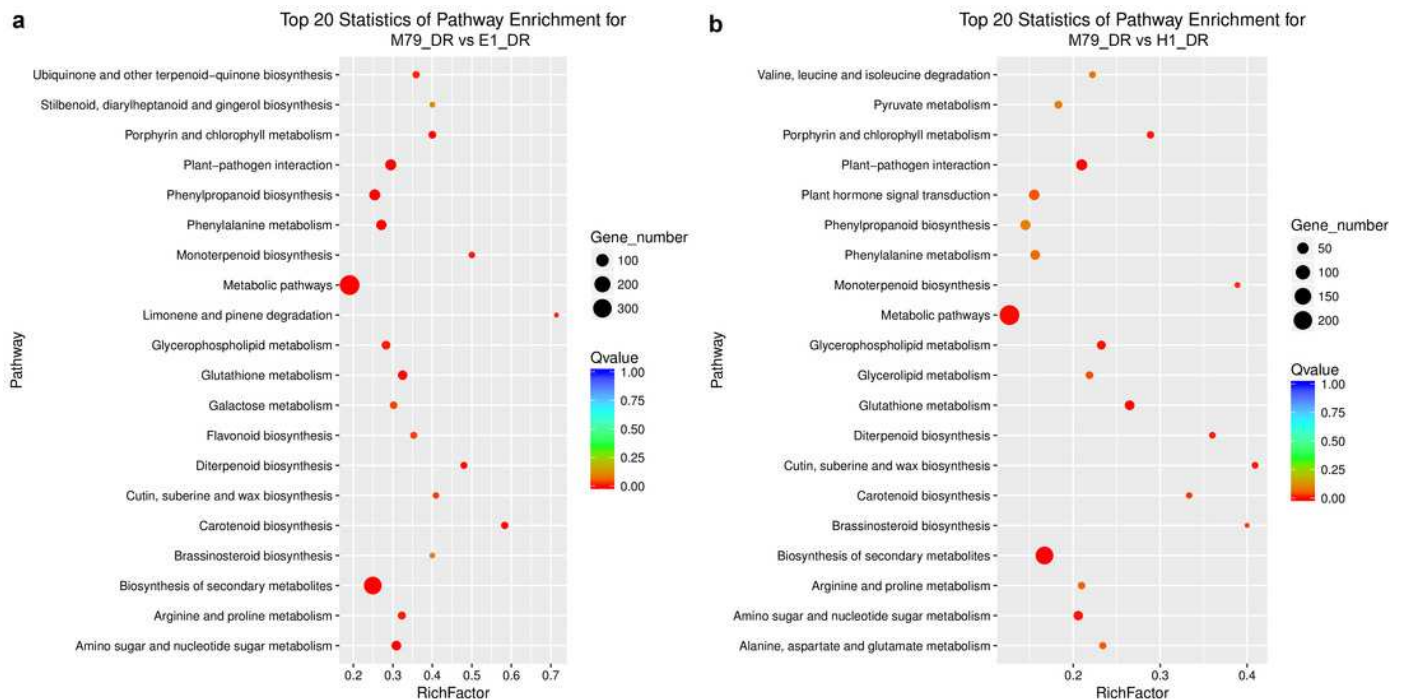 a
Top 20 Statistics of Pathway Enrichment for
M79_DR vs E1_DR
Pathway
Ubiquinone and other terpenoid−quinone biosynthesis
Stilbenoid, diarylheptanoid and gingerol biosynthesis
Porphyrin and chlorophyll metabolism
Plant−pathogen interaction
Phenylpropanoid biosynthesis
Phenylalanine metabolism
Monoterpenoid biosynthesis
Metabolic pathways
Limonene and pinene degradation
Glycerophospholipid metabolism
Glutathione metabolism
Galactose metabolism
Flavonoid biosynthesis
Diterpenoid biosynthesis
Cutin, suberine and wax biosynthesis
Carotenoid biosynthesis
Brassinosteroid biosynthesis
Biosynthesis of secondary metabolites
Arginine and proline metabolism
Amino sugar and nucleotide sugar metabolism
0.2 0.3 0.4 0.5 0.6 0.7
RichFactor
Gene_number
100
200
300
Qvalue
1.00
0.75
0.50
0.25
0.00
b
Top 20 Statistics of Pathway Enrichment for
M79_DR vs H1_DR
Pathway
Valine, leucine and isoleucine degradation
Pyruvate metabolism
Porphyrin and chlorophyll metabolism
Plant−pathogen interaction
Plant hormone signal transduction
Phenylpropanoid biosynthesis
Phenylalanine metabolism
Monoterpenoid biosynthesis
Metabolic pathways
Glycerophospholipid metabolism
Glycerolipid metabolism
Glutathione metabolism
Diterpenoid biosynthesis
Cutin, suberine and wax biosynthesis
Carotenoid biosynthesis
Brassinosteroid biosynthesis
Biosynthesis of secondary metabolites
Arginine and proline metabolism
Amino sugar and nucleotide sugar metabolism
Alanine, aspartate and glutamate metabolism
0.2 0.3 0.4
RichFactor
Gene_number
50
100
150
200
Qvalue
1.00
0.75
0.50
0.25
0.00